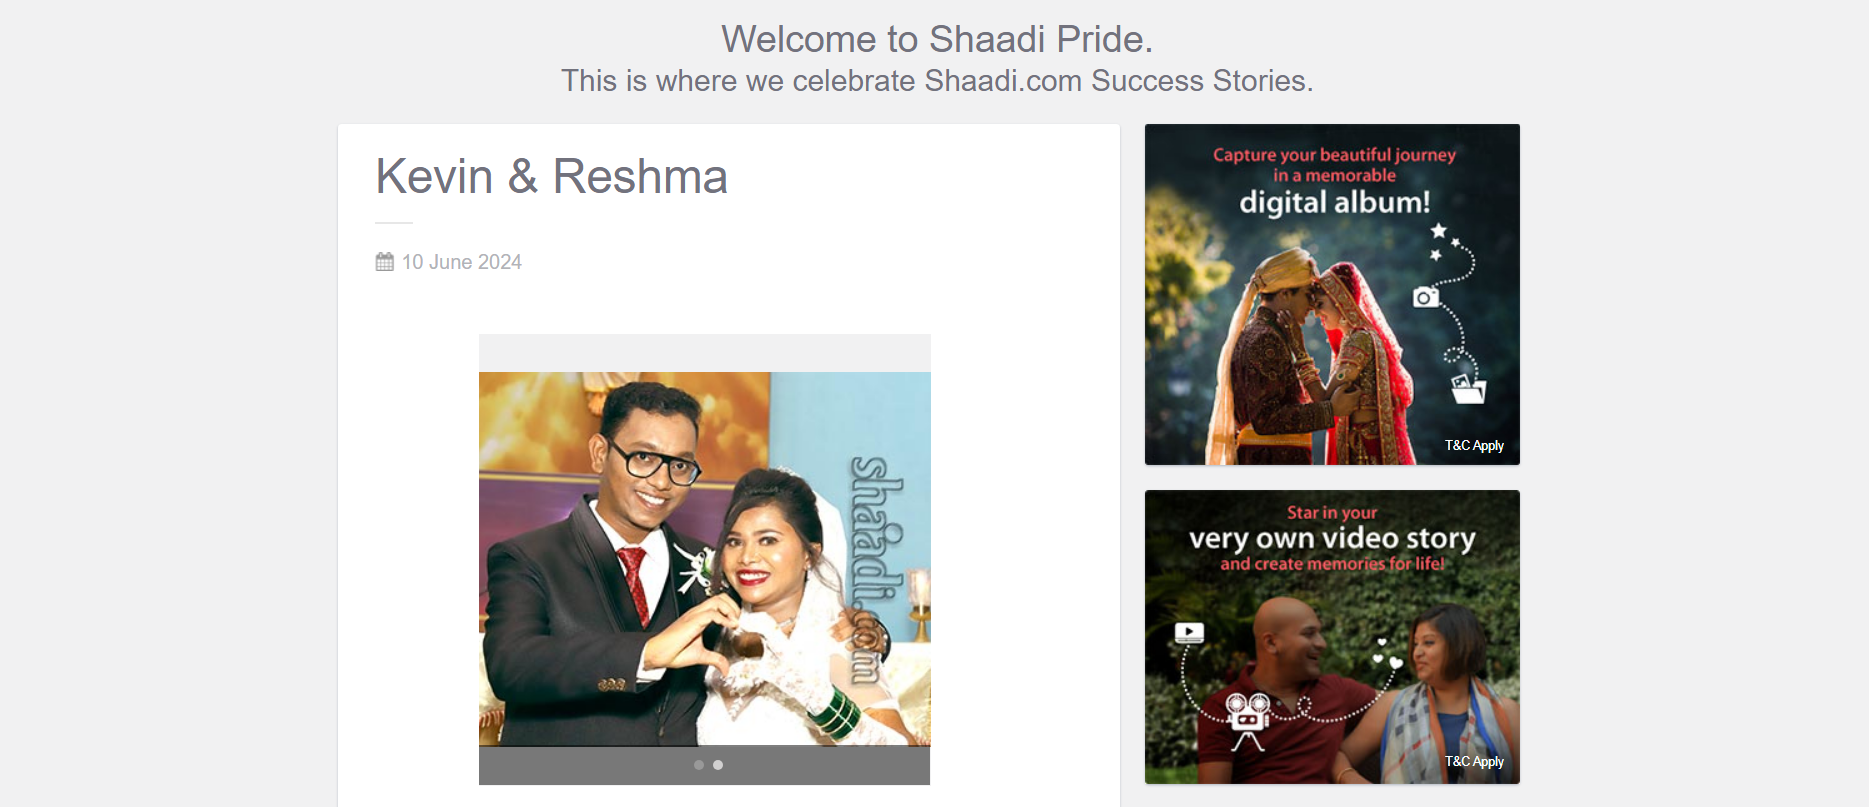 Welcome to Shaadi Pride.
This is where we celebrate Shaadi.com Success Stories.
Kevin & Reshma
10 June 2024
shaadi.com
Capture your beautiful journey
in a memorable
digital album!
T&C Apply
Star in your
very own video story
and create memories for life!
T&C Apply